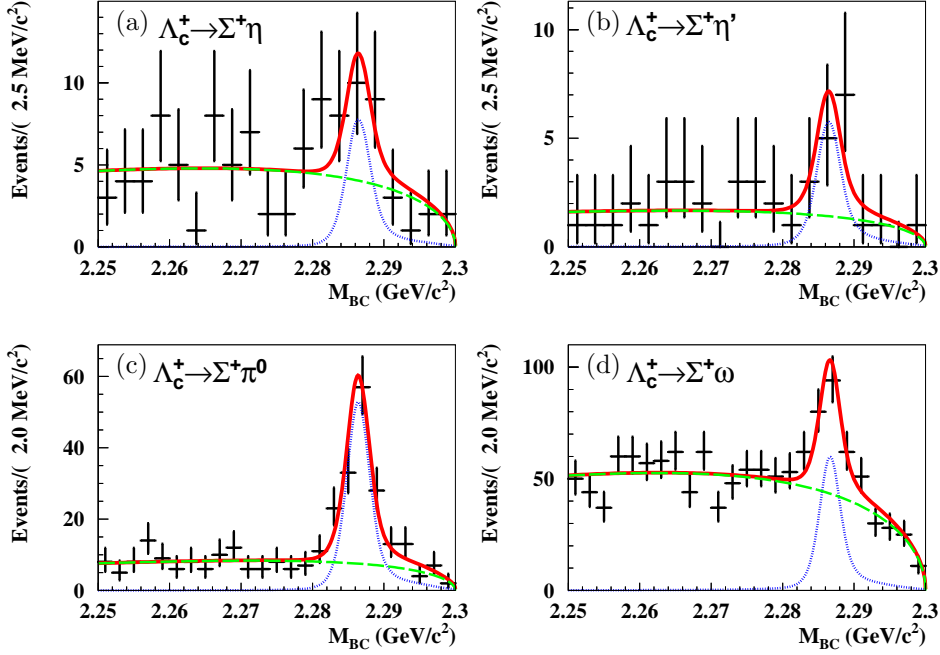 (a) Λc+→Σ+η
Events/( 2.5 MeV/c²)
10
5
0
2.25 2.26 2.27 2.28 2.29 2.3
M_BC (GeV/c²)
(b) Λc+→Σ+η'
Events/( 2.5 MeV/c²)
10
5
0
2.25 2.26 2.27 2.28 2.29 2.3
M_BC (GeV/c²)
(c) Λc+→Σ+π0
Events/( 2.0 MeV/c²)
60
40
20
0
2.25 2.26 2.27 2.28 2.29 2.3
M_BC (GeV/c²)
(d) Λc+→Σ+ω
Events/( 2.0 MeV/c²)
100
50
0
2.25 2.26 2.27 2.28 2.29 2.3
M_BC (GeV/c²)